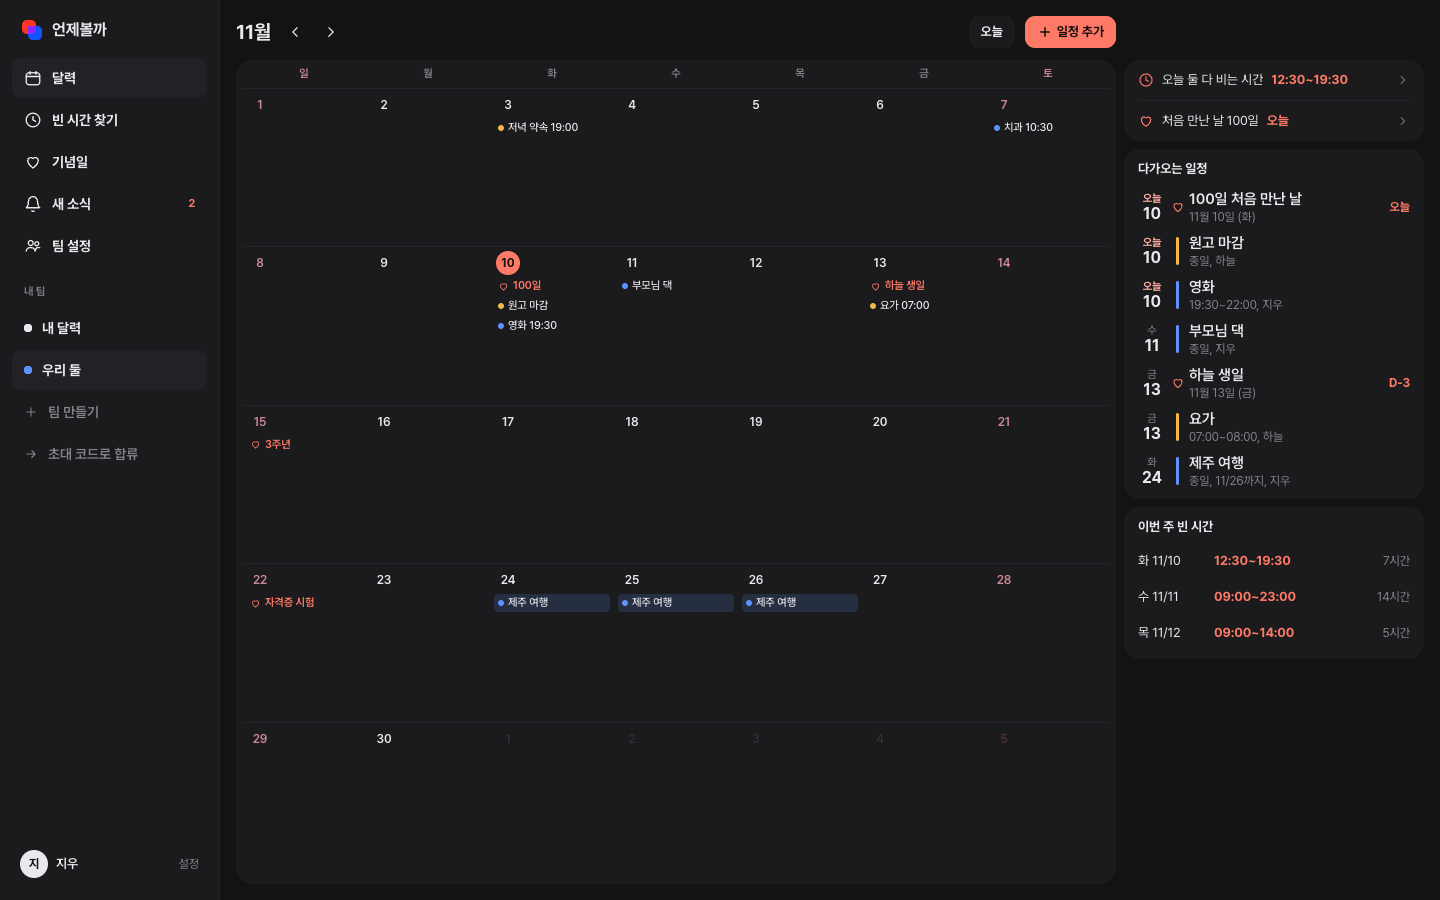 언제볼까
달력
빈 시간 찾기
기념일
새 소식 2
팀 설정
내 팀
내 달력
우리 둘
팀 만들기
초대 코드로 합류
지 지우 설정
11월
오늘 일정 추가
일 월 화 수 목 금 토
1 2 3 4 5 6 7
저녁 약속 19:00 치과 10:30
8 9 10 11 12 13 14
100일 부모님 댁 하늘 생일
원고 마감 요가 07:00
영화 19:30
15 16 17 18 19 20 21
3주년
22 23 24 25 26 27 28
자격증 시험 제주 여행 제주 여행 제주 여행
29 30 1 2 3 4 5
오늘 둘 다 비는 시간 12:30~19:30
처음 만난 날 100일 오늘
다가오는 일정
오늘 10 100일 처음 만난 날 오늘
11월 10일 (화)
오늘 10 원고 마감
종일, 하늘
오늘 10 영화
19:30~22:00, 지우
수 11 부모님 댁
종일, 지우
금 13 하늘 생일 D-3
11월 13일 (금)
금 13 요가
07:00~08:00, 하늘
화 24 제주 여행
종일, 11/26까지, 지우
이번 주 빈 시간
화 11/10 12:30~19:30 7시간
수 11/11 09:00~23:00 14시간
목 11/12 09:00~14:00 5시간